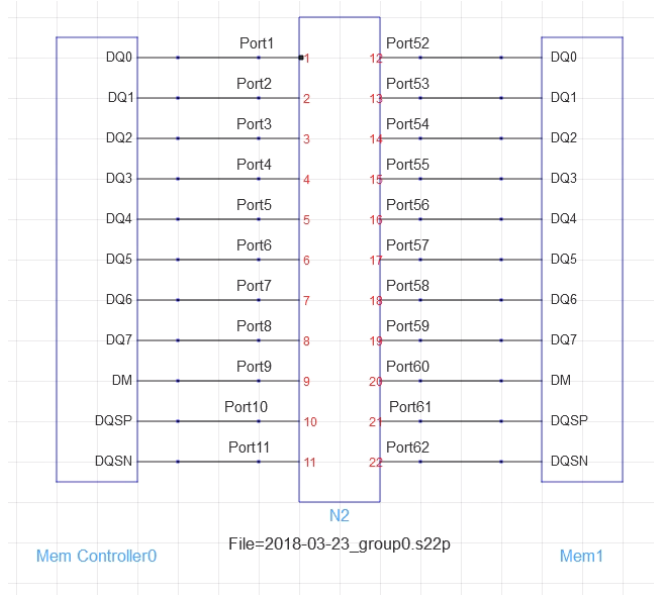 Port1 Port52
DQ0 1 12 DQ0
Port2 Port53
DQ1 2 13 DQ1
Port3 Port54
DQ2 3 14 DQ2
Port4 Port55
DQ3 4 15 DQ3
Port5 Port56
DQ4 5 16 DQ4
Port6 Port57
DQ5 6 17 DQ5
Port7 Port58
DQ6 7 18 DQ6
Port8 Port59
DQ7 8 19 DQ7
Port9 Port60
DM 9 20 DM
Port10 Port61
DQSP 10 21 DQSP
Port11 Port62
DQSN 11 22 DQSN
N2
File=2018-03-23_group0.s22p
Mem Controller0 Mem1